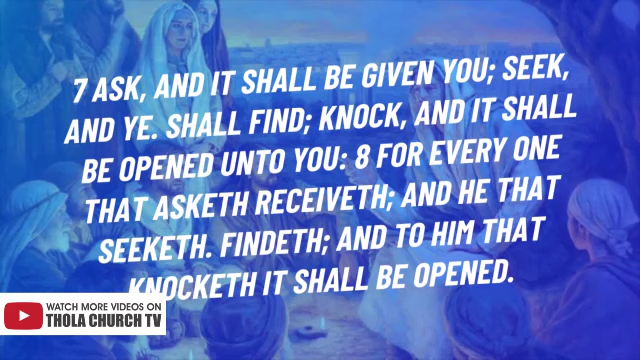 7 ASK, AND IT SHALL BE GIVEN YOU; SEEK,
AND YE. SHALL FIND; KNOCK, AND IT SHALL
BE OPENED UNTO YOU: 8 FOR EVERY ONE
THAT ASKETH RECEIVETH; AND HE THAT
SEEKETH. FINDETH; AND TO HIM THAT
KNOCKETH IT SHALL BE OPENED.
WATCH MORE VIDEOS ON
THOLA CHURCH TV